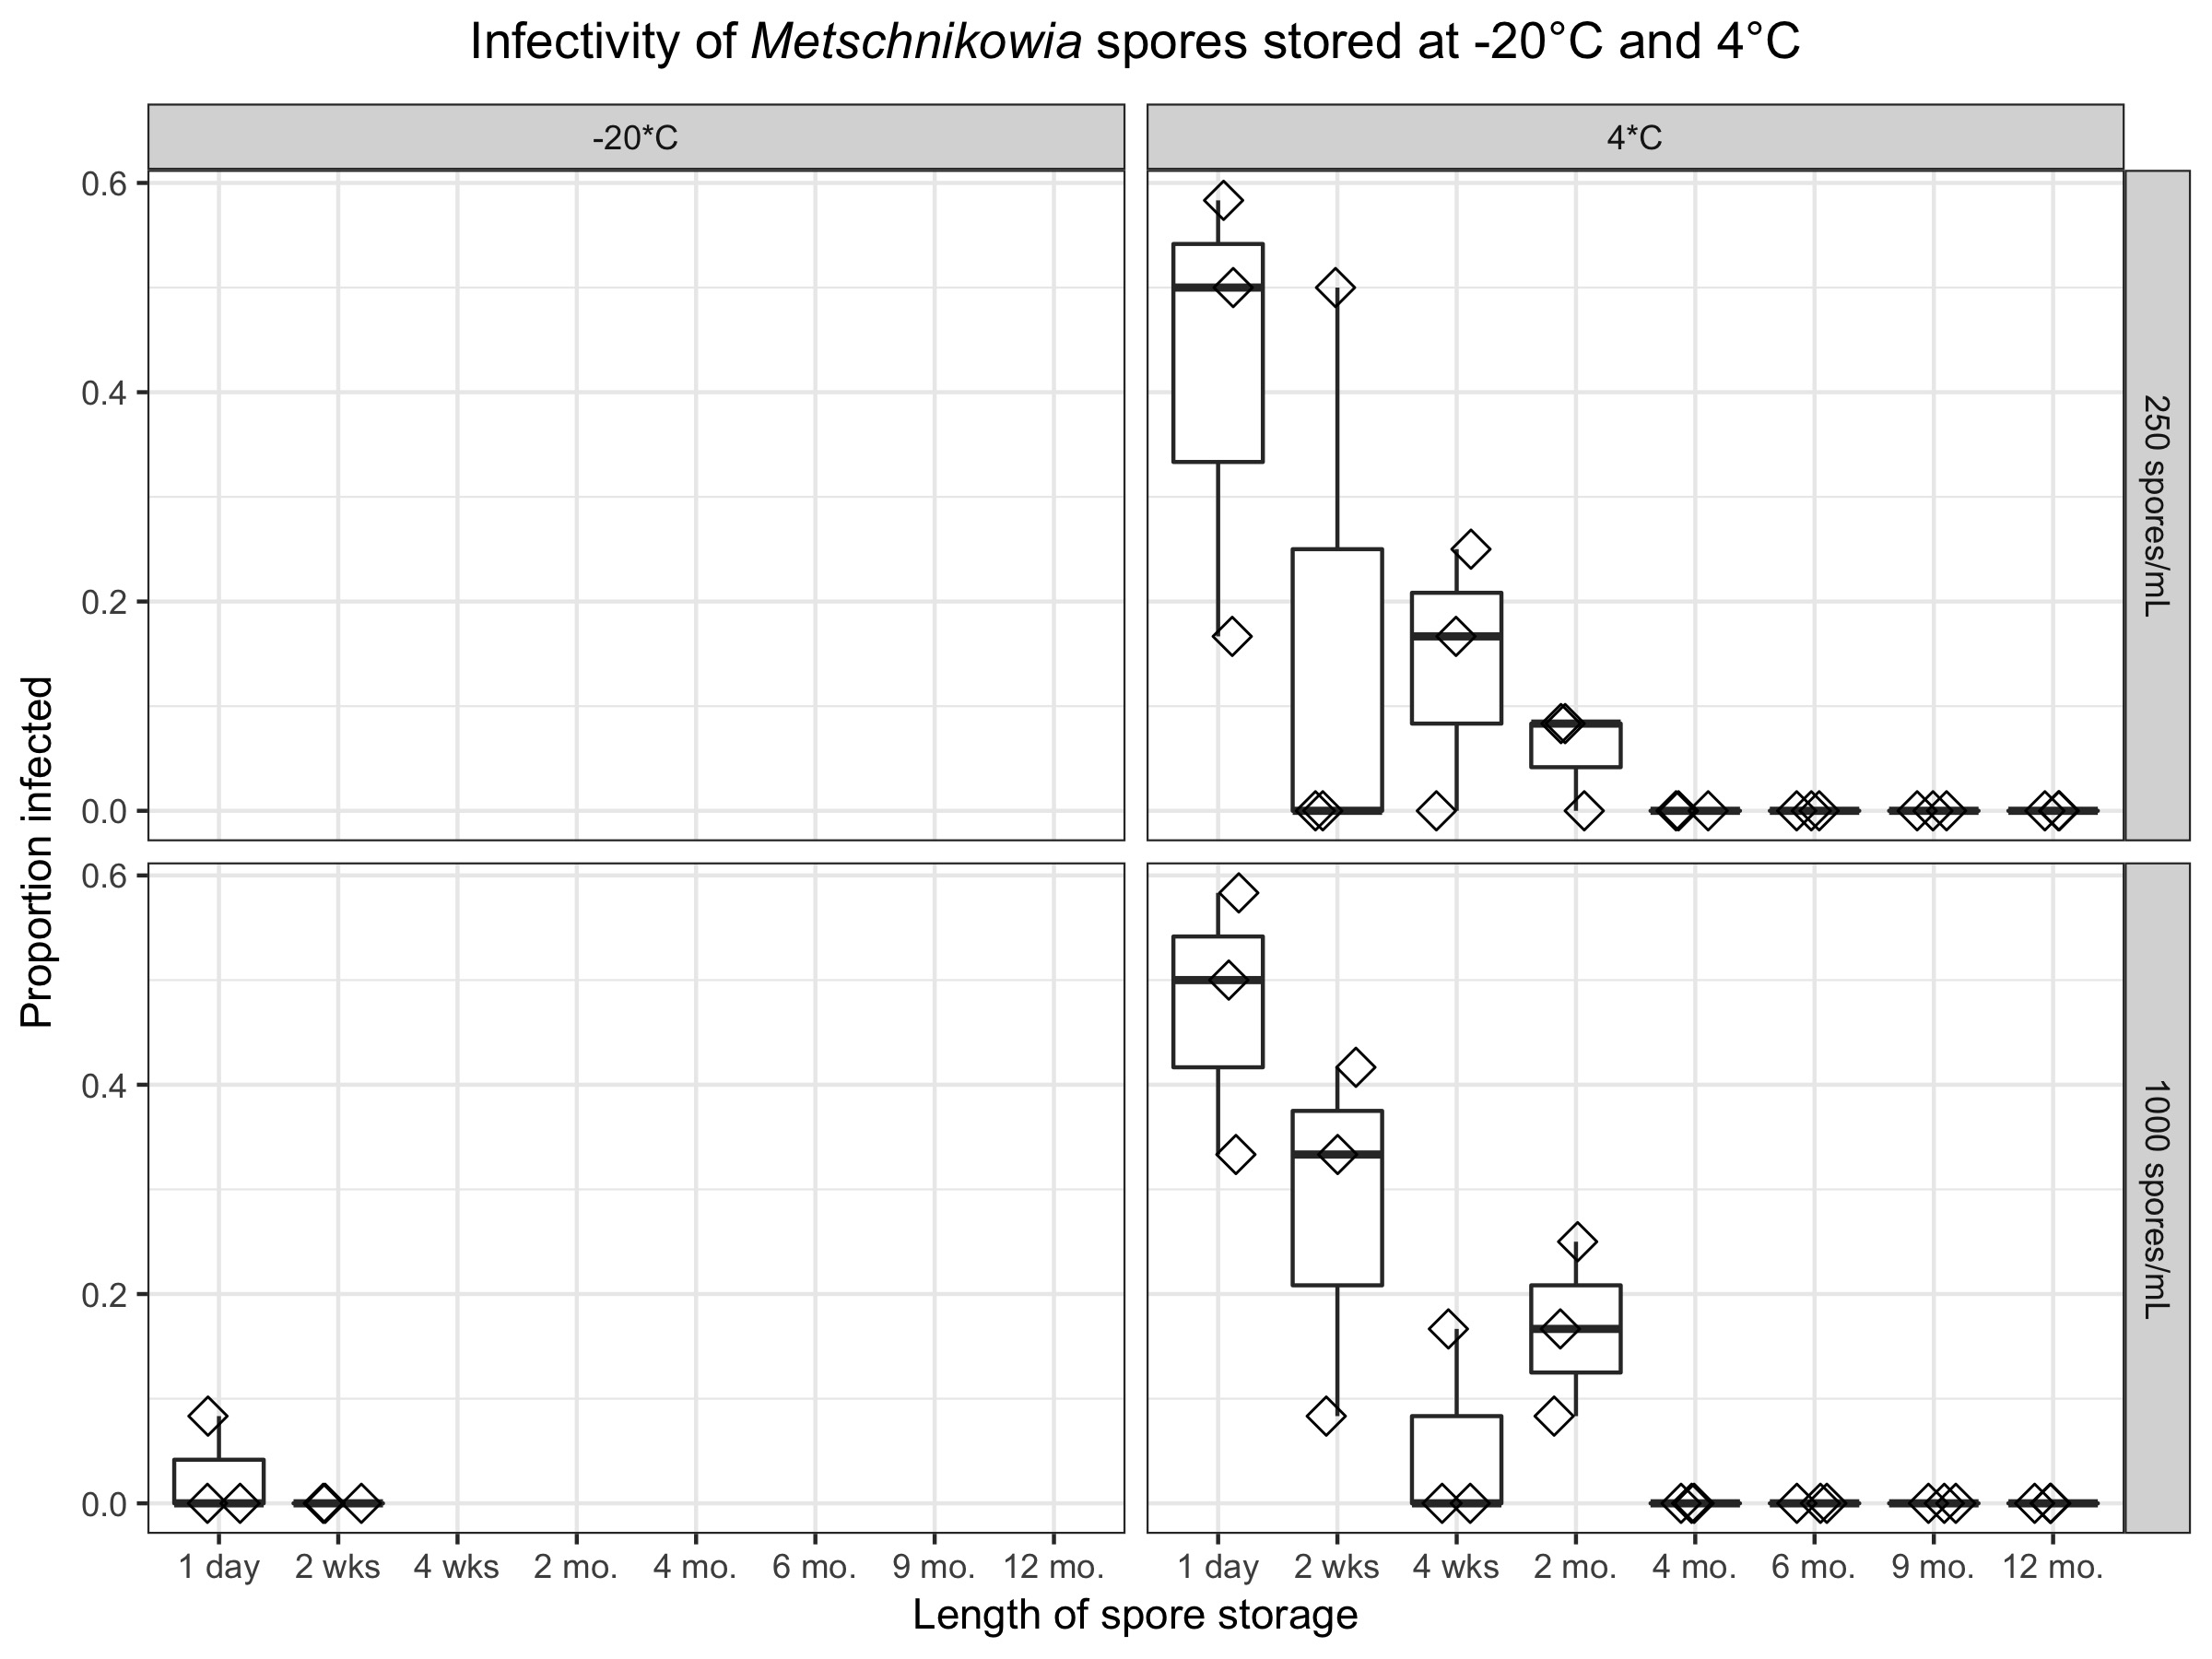 Infectivity of Metschnikowia spores stored at -20°C and 4°C
-20*C
4*C
Proportion infected
0.6
0.4
0.2
0.0
250 spores/mL
0.6
0.4
0.2
0.0
1000 spores/mL
1 day 2 wks 4 wks 2 mo. 4 mo. 6 mo. 9 mo. 12 mo.
1 day 2 wks 4 wks 2 mo. 4 mo. 6 mo. 9 mo. 12 mo.
Length of spore storage